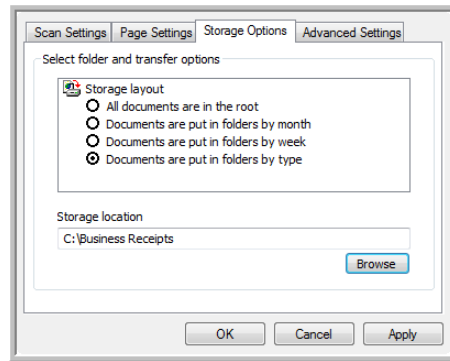 Scan Settings Page Settings Storage Options Advanced Settings
Select folder and transfer options
Storage layout
All documents are in the root
Documents are put in folders by month
Documents are put in folders by week
Documents are put in folders by type
Storage location
C:\Business Receipts
Browse
OK Cancel Apply